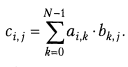 c_{i,j} = \sum_{k=0}^{N-1} a_{i,k} \cdot b_{k,j}.